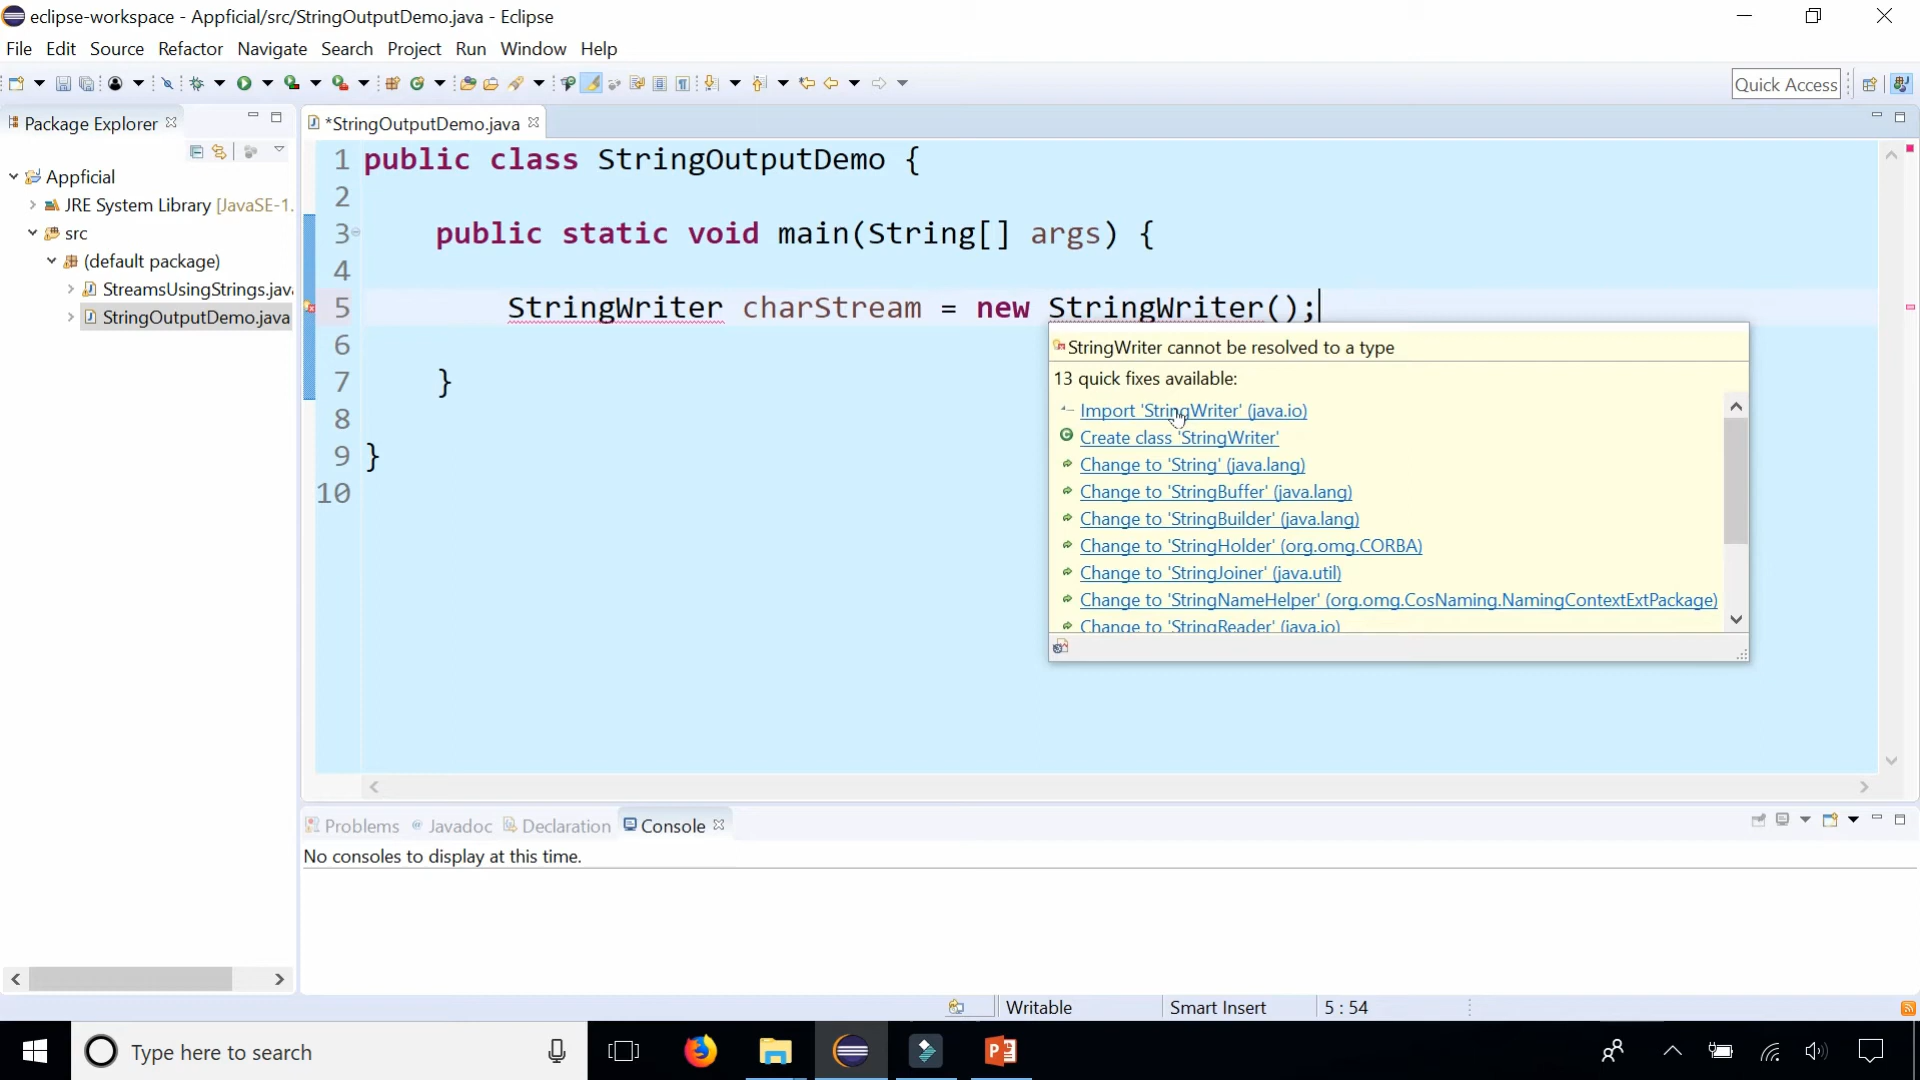 eclipse-workspace - Appficial/src/StringOutputDemo.java - Eclipse
File Edit Source Refactor Navigate Search Project Run Window Help
Quick Access
Package Explorer
*StringOutputDemo.java
Appficial
JRE System Library [JavaSE-1.
src
(default package)
StreamsUsingStrings.java
StringOutputDemo.java
1 public class StringOutputDemo {
2
3 public static void main(String[] args) {
4
5 StringWriter charStream = new StringWriter();
6
7 }
8
9 }
10
StringWriter cannot be resolved to a type
13 quick fixes available:
Import 'StringWriter' (java.io)
Create class 'StringWriter'
Change to 'String' (java.lang)
Change to 'StringBuffer' (java.lang)
Change to 'StringBuilder' (java.lang)
Change to 'StringHolder' (org.omg.CORBA)
Change to 'StringJoiner' (java.util)
Change to 'StringNameHelper' (org.omg.CosNaming.NamingContextExtPackage)
Change to 'StringReader' (java.io)
Problems Javadoc Declaration Console
No consoles to display at this time.
Writable Smart Insert 5 : 54
Type here to search